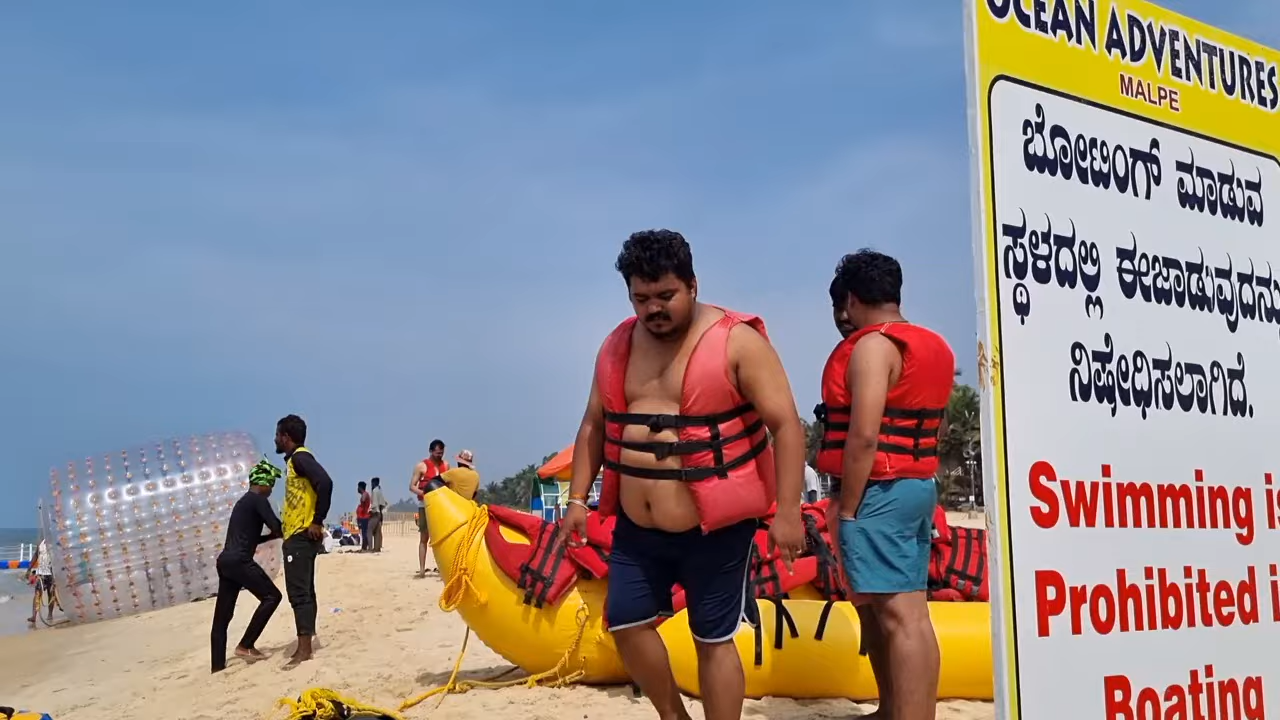 OCEAN ADVENTURES
MALPE
ಬೋಟಿಂಗ್ ಮಾಡುವ
ಸ್ಥಳದಲ್ಲಿ ಈಜಾಡುವುದನ್ನು
ನಿಷೇಧಿಸಲಾಗಿದೆ.
Swimming is
Prohibited i
Boating